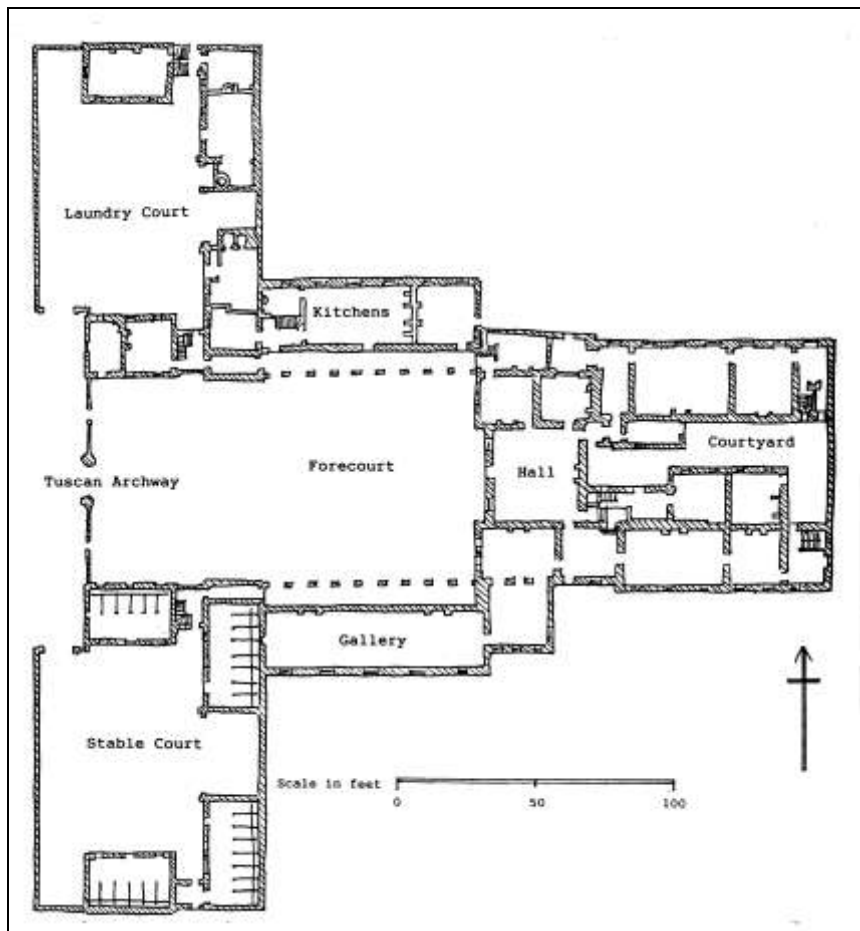 Laundry Court
Kitchens
Courtyard
Forecourt
Hall
Tuscan Archway
Gallery
Stable Court
Scale in feet
0 50 100